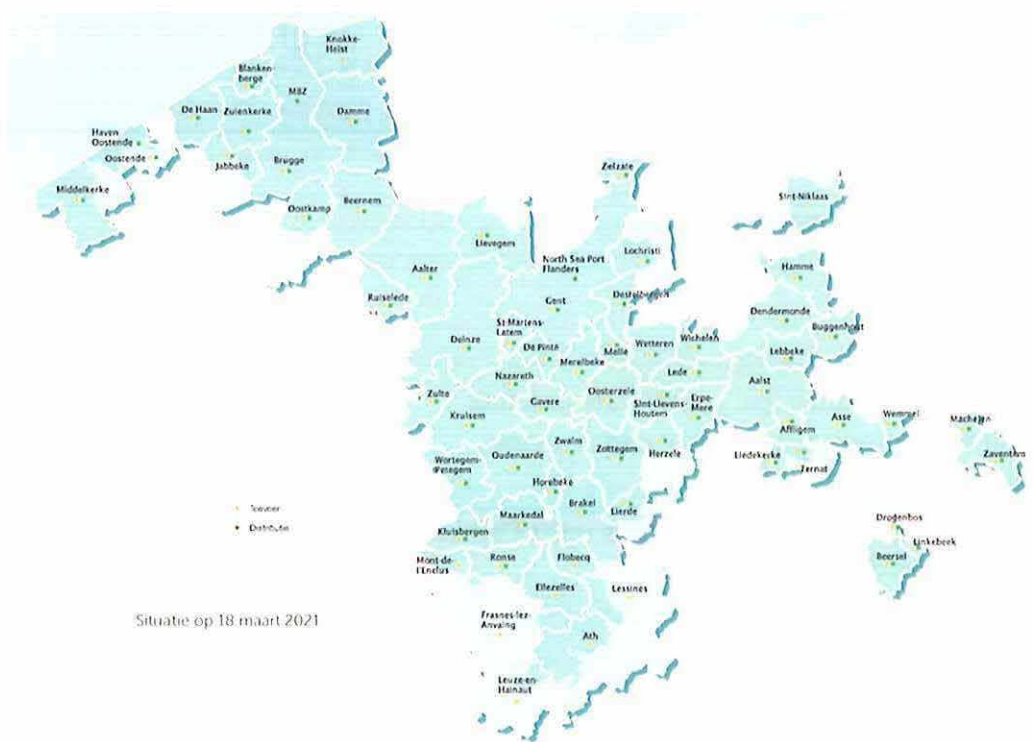 Knokke-
Heist
Blanken-
berge
MBZ
De Haan
Zuienkerke
Damme
Haven
Oostende
Oostende
Jabbeke
Brugge
Zelzate
Middelkerke
Sint-Niklaas
Oostkamp
Beernem
Lievegem
Lochristi
North Sea Port
Flanders
Aalter
Hamme
Ruiselede
Destelbergen
Gent
Dendermonde
St-Martens-
Latem
Buggenhout
Deinze
De Pinte
Melle
Wetteren
Wichelen
Merelbeke
Lebbeke
Nazareth
Lede
Aalst
Zulte
Gavere
Oosterzele
Sint-Lievens-
Houtem
Erpe-
Mere
Kruisem
Asse
Wemmel
Machelen
Affligem
Zwalm
Zottegem
Herzele
Liedekerke
Ternat
Zaventem
Wortegem-
Petegem
Oudenaarde
Horebeke
Brakel
Lierde
Toevoer
Maarkedal
Distributie
Drogenbos
Kluisbergen
Linkebeek
Mont-de-
l'Enclus
Ronse
Flobecq
Beersel
Ellezelles
Lessines
Situatie op 18 maart 2021
Frasnes-lez-
Anvaing
Ath
Leuze-en-
Hainaut